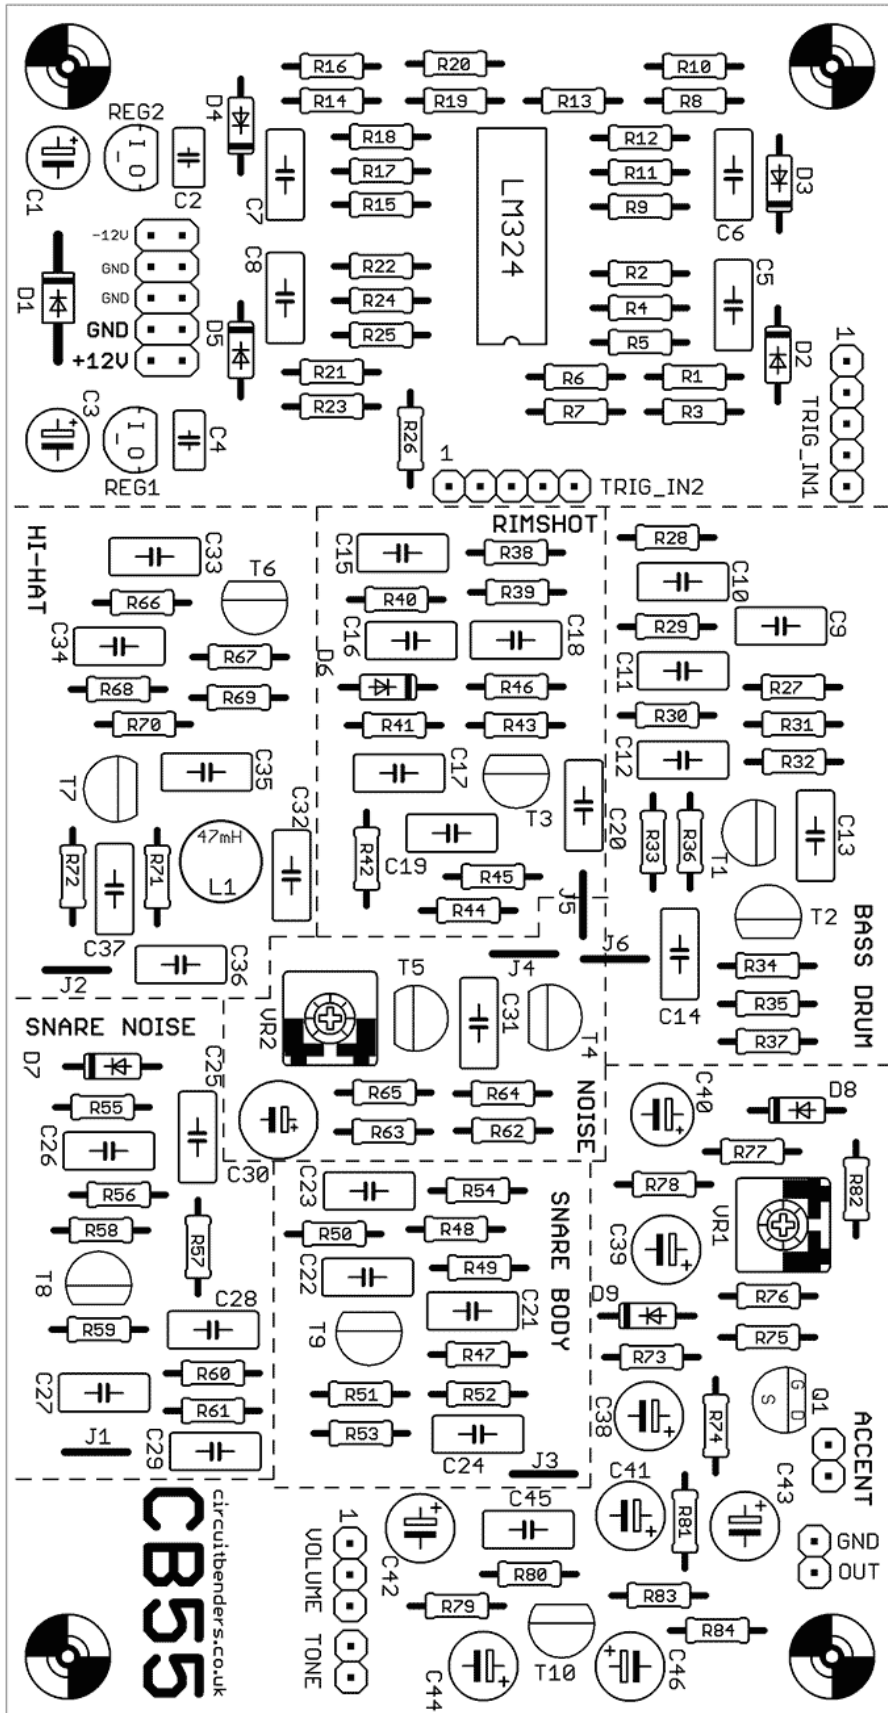 R16
R20
R10
R14
R19
R13
R8
D4
REG2
I
- O
C1
C2
R18
R17
R15
C7
LM324
R12
R11
R9
C6
D3
-12V
GND
GND
GND
+12V
D1
D5
C8
R22
R24
R25
R2
R4
R5
C5
D2
1
TRIG_IN1
R21
R23
R6
R1
R7
R3
C3
I
- O
REG1
C4
R26
1
TRIG_IN2
HI-HAT
C33
T6
R66
C34
R67
R68
R69
R70
T7
C35
C32
47mH
L1
R72
R71
C37
C36
J2
RIMSHOT
C15
R38
R40
R39
C16
C18
D6
R46
R41
R43
C17
T3
C20
R42
C19
R45
R44
J5
R28
C10
R29
C9
C11
R27
R30
R31
C12
R32
R33
R36
T1
C13
T2
BASS DRUM
J6
C14
R34
R35
R37
J4
VR2
T5
C31
T4
C30
R65
R64
R63
R62
NOISE
SNARE NOISE
D7
C25
R55
C26
R56
R58
R57
T8
R59
C28
C27
R60
R61
J1
C29
C23
R54
R50
R48
C22
R49
SNARE BODY
T9
C21
R47
R51
R52
R53
C24
J3
C40
D8
R77
R78
R82
C39
VR1
D9
R76
R75
R73
C38
R74
G D
S
Q1
ACCENT
C41
R81
C43
GND
OUT
CB55
circuitbenders.co.uk
1
VOLUME
TONE
C42
C45
R80
R79
R83
R84
C44
T10
C46